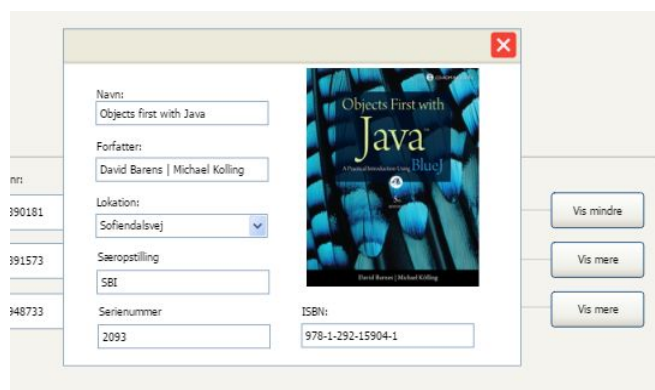 Navn:
Objects first with Java
Forfatter:
David Barens | Michael Kolling
Lokation:
Sofiendalsvej
Særopstilling
SBI
Serienummer
2093
Objects First with
Java
A Practical Introduction Using BlueJ
David Barnes | Michael Kölling
ISBN:
978-1-292-15904-1
nr:
390181
391573
948733
Vis mindre
Vis mere
Vis mere